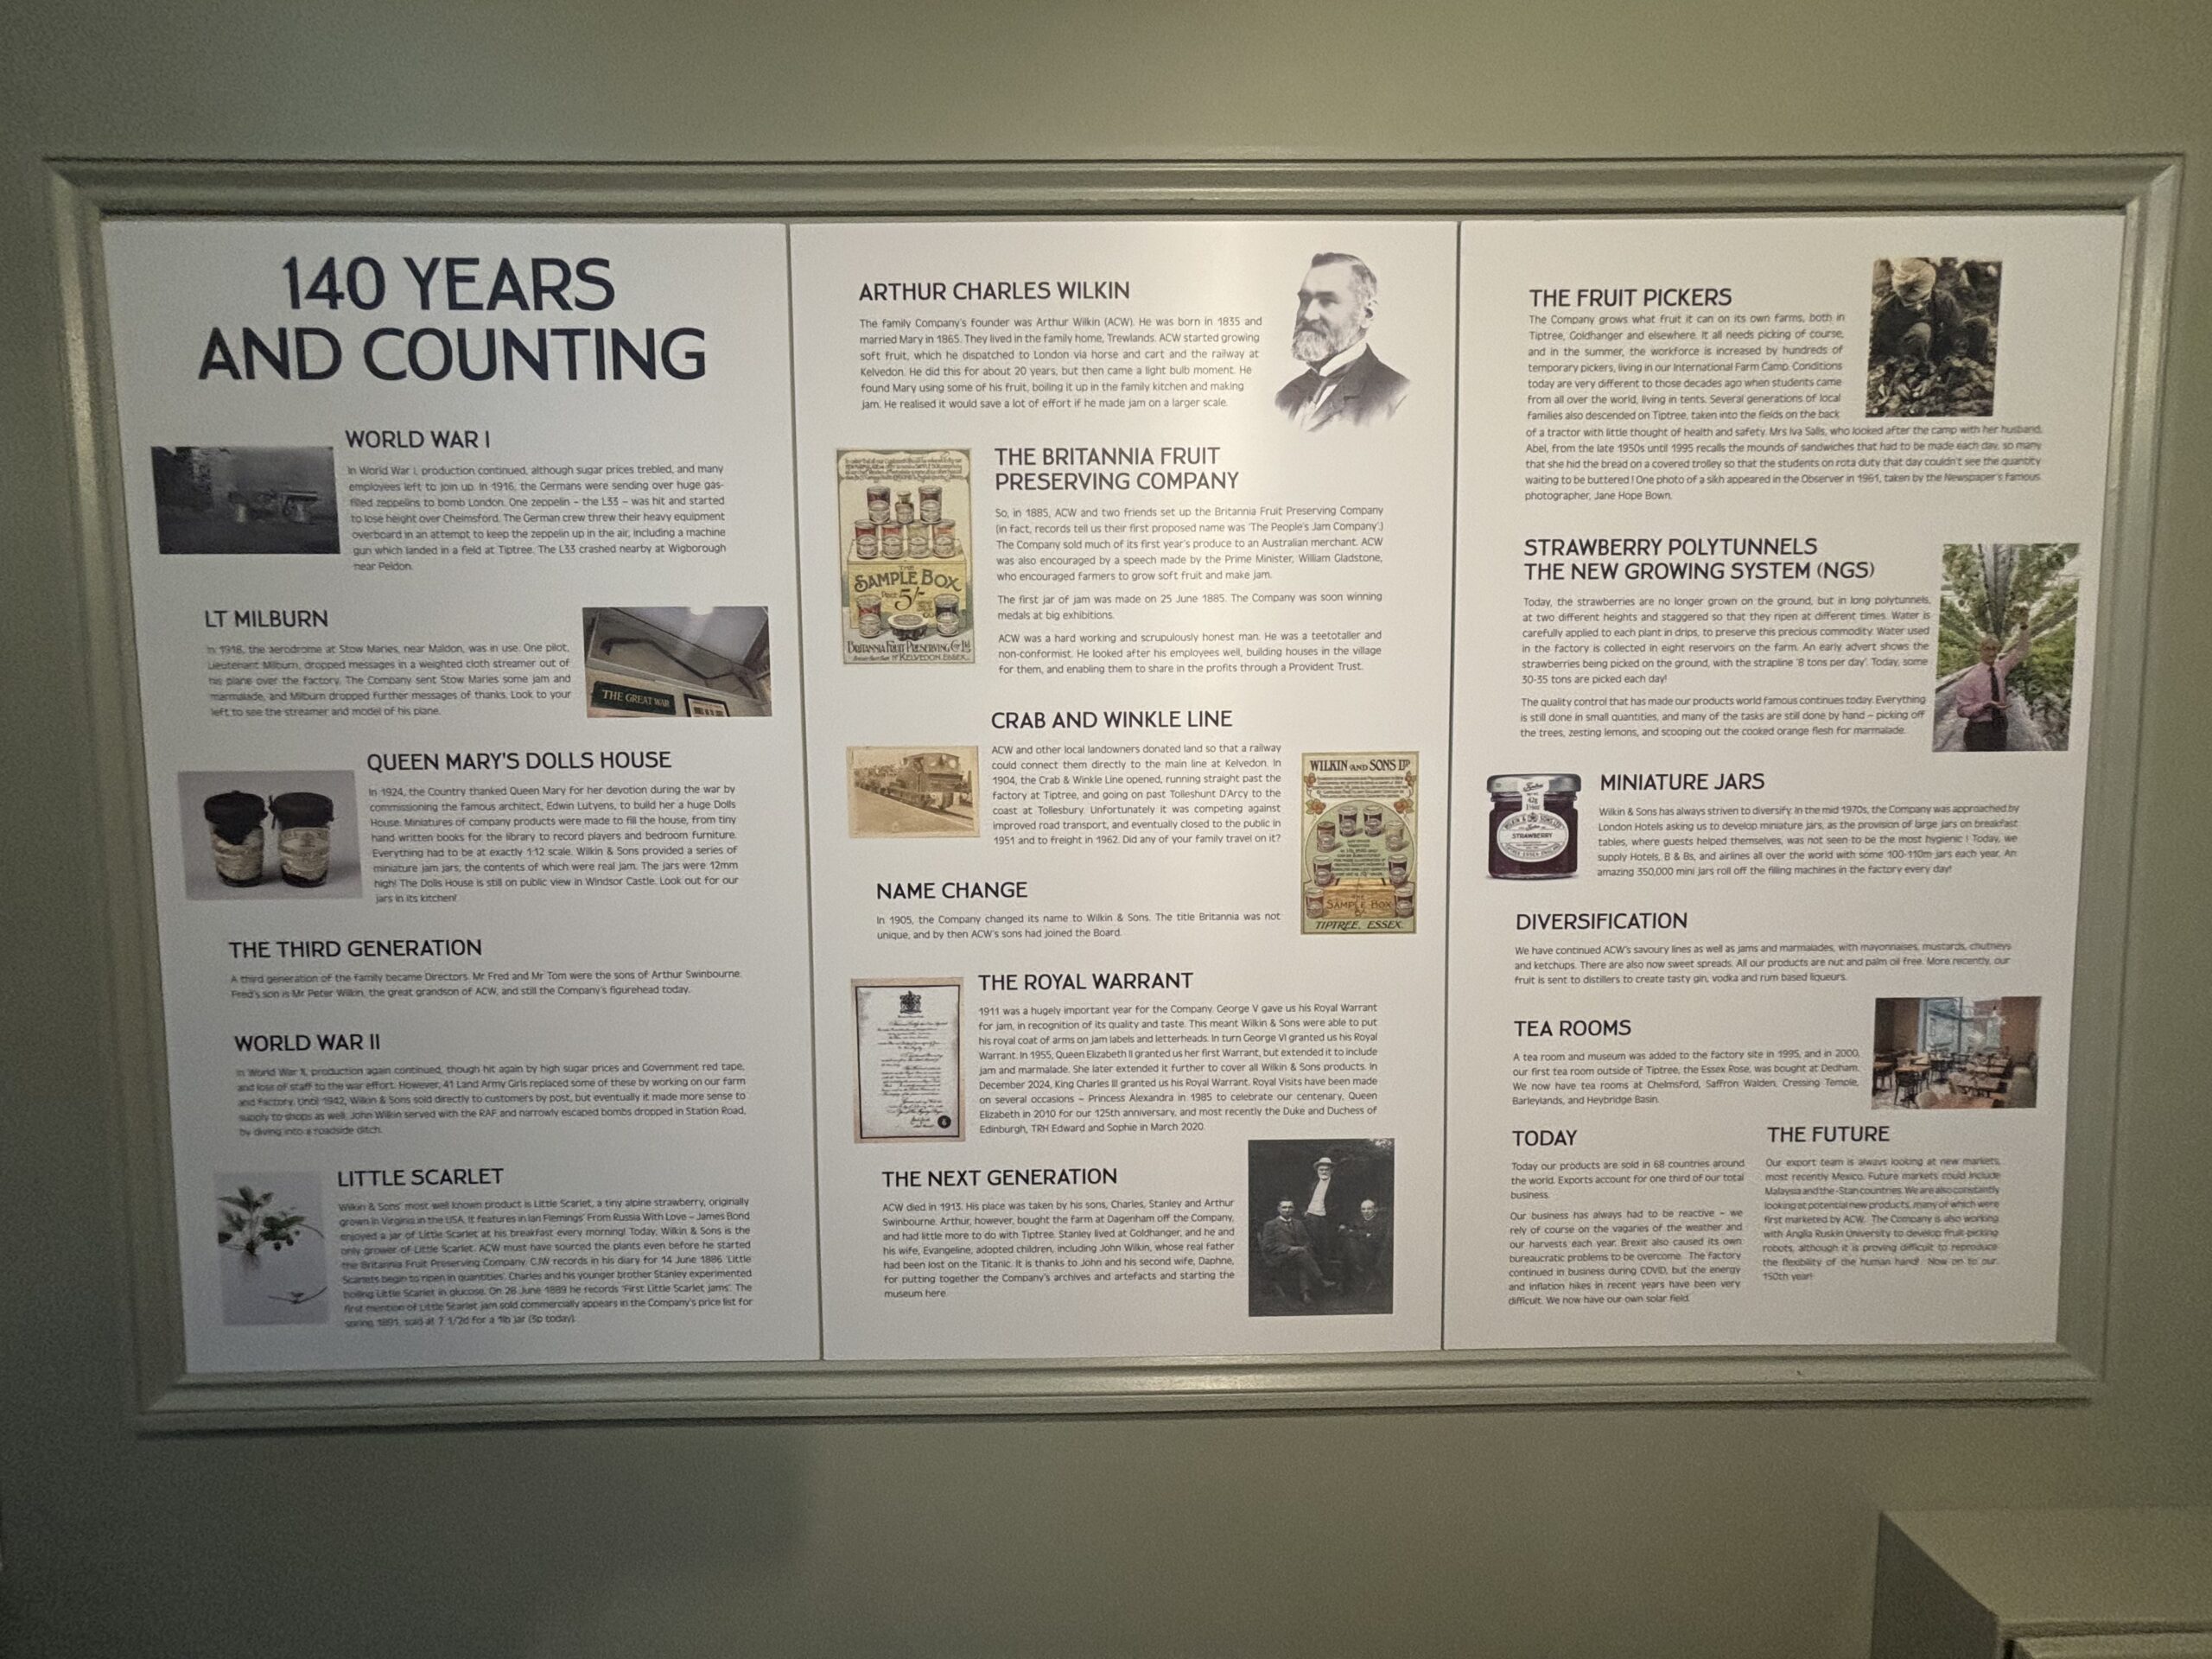 140 YEARS
AND COUNTING
WORLD WAR I
In World War I, production continued, although sugar prices trebled, and many
employees left to join up. In 1916, the Germans were sending over huge gas-
filled zeppelins to bomb London. One zeppelin – the L33 – was hit and started
to lose height over Chelmsford. The German crew threw their heavy equipment
overboard in an attempt to keep the zeppelin up in the air, including a machine
gun which landed in a field at Tiptree. The L33 crashed nearby at Wigborough
near Peldon.
LT MILBURN
In 1918, the aerodrome at Stow Maries, near Maldon, was in use. One pilot,
Lieutenant Milburn, dropped messages in a weighted cloth streamer out of
his plane over the factory. The Company sent Stow Maries some jam and
marmalade, and Milburn dropped further messages of thanks. Look to your
left to see the streamer and model of his plane.
THE GREAT WAR
QUEEN MARY'S DOLLS HOUSE
In 1924, the Country thanked Queen Mary for her devotion during the war by
commissioning the famous architect, Edwin Lutyens, to build her a huge Dolls
House. Miniatures of company products were made to fill the house, from tiny
hand written books for the library to record players and bedroom furniture.
Everything had to be at exactly 1:12 scale. Wilkin & Sons provided a series of
miniature jam jars, the contents of which were real jam. The jars were 12mm
high! The Dolls House is still on public view in Windsor Castle. Look out for our
jars in its kitchen!
THE THIRD GENERATION
A third generation of the family became Directors. Mr Fred and Mr Tom were the sons of Arthur Swinbourne.
Fred's son is Mr Peter Wilkin, the great grandson of ACW, and still the Company's figurehead today.
WORLD WAR II
In World War II, production again continued, though hit again by high sugar prices and Government red tape,
and loss of staff to the war effort. However, 41 Land Army Girls replaced some of these by working on our farm
and factory. Until 1942, Wilkin & Sons sold directly to customers by post, but eventually it made more sense to
supply to shops as well. John Wilkin served with the RAF and narrowly escaped bombs dropped in Station Road,
by diving into a roadside ditch.
LITTLE SCARLET
Wilkin & Sons' most well known product is Little Scarlet, a tiny alpine strawberry, originally
grown in Virginia in the USA. It features in Ian Flemings' From Russia With Love – James Bond
enjoyed a jar of Little Scarlet at his breakfast every morning! Today, Wilkin & Sons is the
only grower of Little Scarlet. ACW must have sourced the plants even before he started
the Britannia Fruit Preserving Company. CJW records in his diary for 14 June 1886 'Little
Scarlets begin to ripen in quantities'. Charles and his younger brother Stanley experimented
boiling Little Scarlet in glucose. On 28 June 1889 he records 'First Little Scarlet jams'. The
first mention of Little Scarlet jam sold commercially appears in the Company's price list for
spring 1891, sold at 7 1/2d for a 1lb jar (3p today).
ARTHUR CHARLES WILKIN
The family Company's founder was Arthur Wilkin (ACW). He was born in 1835 and
married Mary in 1865. They lived in the family home, Trewlands. ACW started growing
soft fruit, which he dispatched to London via horse and cart and the railway at
Kelvedon. He did this for about 20 years, but then came a light bulb moment. He
found Mary using some of his fruit, boiling it up in the family kitchen and making
jam. He realised it would save a lot of effort if he made jam on a larger scale.
SAMPLE BOX
Price 5/-
BRITANNIA FRUIT PRESERVING Co Ld
KELVEDON. ESSEX.
THE BRITANNIA FRUIT
PRESERVING COMPANY
So, in 1885, ACW and two friends set up the Britannia Fruit Preserving Company
(in fact, records tell us their first proposed name was 'The People's Jam Company'.)
The Company sold much of its first year's produce to an Australian merchant. ACW
was also encouraged by a speech made by the Prime Minister, William Gladstone,
who encouraged farmers to grow soft fruit and make jam.
The first jar of jam was made on 25 June 1885. The Company was soon winning
medals at big exhibitions.
ACW was a hard working and scrupulously honest man. He was a teetotaller and
non-conformist. He looked after his employees well, building houses in the village
for them, and enabling them to share in the profits through a Provident Trust.
CRAB AND WINKLE LINE
ACW and other local landowners donated land so that a railway
could connect them directly to the main line at Kelvedon. In
1904, the Crab & Winkle Line opened, running straight past the
factory at Tiptree, and going on past Tolleshunt D'Arcy to the
coast at Tollesbury. Unfortunately it was competing against
improved road transport, and eventually closed to the public in
1951 and to freight in 1962. Did any of your family travel on it?
WILKIN AND SONS LTD
THE
SAMPLE BOX
TIPTREE, ESSEX.
NAME CHANGE
In 1905, the Company changed its name to Wilkin & Sons. The title Britannia was not
unique, and by then ACW's sons had joined the Board.
THE ROYAL WARRANT
1911 was a hugely important year for the Company. George V gave us his Royal Warrant
for jam, in recognition of its quality and taste. This meant Wilkin & Sons were able to put
his royal coat of arms on jam labels and letterheads. In turn George VI granted us his Royal
Warrant. In 1955, Queen Elizabeth II granted us her first Warrant, but extended it to include
jam and marmalade. She later extended it further to cover all Wilkin & Sons products. In
December 2024, King Charles III granted us his Royal Warrant. Royal Visits have been made
on several occasions – Princess Alexandra in 1985 to celebrate our centenary, Queen
Elizabeth in 2010 for our 125th anniversary, and most recently the Duke and Duchess of
Edinburgh, TRH Edward and Sophie in March 2020.
THE NEXT GENERATION
ACW died in 1913. His place was taken by his sons, Charles, Stanley and Arthur
Swinbourne. Arthur, however, bought the farm at Dagenham off the Company,
and had little more to do with Tiptree. Stanley lived at Goldhanger, and he and
his wife, Evangeline, adopted children, including John Wilkin, whose real father
had been lost on the Titanic. It is thanks to John and his second wife, Daphne,
for putting together the Company's archives and artefacts and starting the
museum here.
THE FRUIT PICKERS
The Company grows what fruit it can on its own farms, both in
Tiptree, Goldhanger and elsewhere. It all needs picking of course,
and in the summer, the workforce is increased by hundreds of
temporary pickers, living in our International Farm Camp. Conditions
today are very different to those decades ago when students came
from all over the world, living in tents. Several generations of local
families also descended on Tiptree, taken into the fields on the back
of a tractor with little thought of health and safety. Mrs Iva Salls, who looked after the camp with her husband,
Abel, from the late 1950s until 1995 recalls the mounds of sandwiches that had to be made each day, so many
that she hid the bread on a covered trolley so that the students on rota duty that day couldn't see the quantity
waiting to be buttered! One photo of a sikh appeared in the Observer in 1961, taken by the Newspaper's famous
photographer, Jane Hope Bown.
STRAWBERRY POLYTUNNELS
THE NEW GROWING SYSTEM (NGS)
Today, the strawberries are no longer grown on the ground, but in long polytunnels,
at two different heights and staggered so that they ripen at different times. Water is
carefully applied to each plant in drips, to preserve this precious commodity. Water used
in the factory is collected in eight reservoirs on the farm. An early advert shows the
strawberries being picked on the ground, with the strapline '8 tons per day'. Today, some
30-35 tons are picked each day!
The quality control that has made our products world famous continues today. Everything
is still done in small quantities, and many of the tasks are still done by hand – picking off
the trees, zesting lemons, and scooping out the cooked orange flesh for marmalade.
WILKIN & SONS LTD
STRAWBERRY
MINIATURE JARS
Wilkin & Sons has always striven to diversify. In the mid 1970s, the Company was approached by
London Hotels asking us to develop miniature jars, as the provision of large jars on breakfast
tables, where guests helped themselves, was not seen to be the most hygienic ! Today, we
supply Hotels, B & Bs, and airlines all over the world with some 100-110m jars each year. An
amazing 350,000 mini jars roll off the filling machines in the factory every day!
DIVERSIFICATION
We have continued ACW's savoury lines as well as jams and marmalades, with mayonnaises, mustards, chutneys
and ketchups. There are also now sweet spreads. All our products are nut and palm oil free. More recently, our
fruit is sent to distillers to create tasty gin, vodka and rum based liqueurs.
TEA ROOMS
A tea room and museum was added to the factory site in 1995, and in 2000,
our first tea room outside of Tiptree, the Essex Rose, was bought at Dedham.
We now have tea rooms at Chelmsford, Saffron Walden, Cressing Temple,
Barleylands, and Heybridge Basin.
TODAY
Today our products are sold in 68 countries around
the world. Exports account for one third of our total
business.
Our business has always had to be reactive – we
rely of course on the vagaries of the weather and
our harvests each year. Brexit also caused its own
bureaucratic problems to be overcome. The factory
continued in business during COVID, but the energy
and inflation hikes in recent years have been very
difficult. We now have our own solar field.
THE FUTURE
Our export team is always looking at new markets,
most recently Mexico. Future markets could include
Malaysia and the -Stan countries. We are also constantly
looking at potential new products, many of which were
first marketed by ACW. The Company is also working
with Anglia Ruskin University to develop fruit-picking
robots, although it is proving difficult to reproduce
the flexibility of the human hand! Now on to our
150th year!